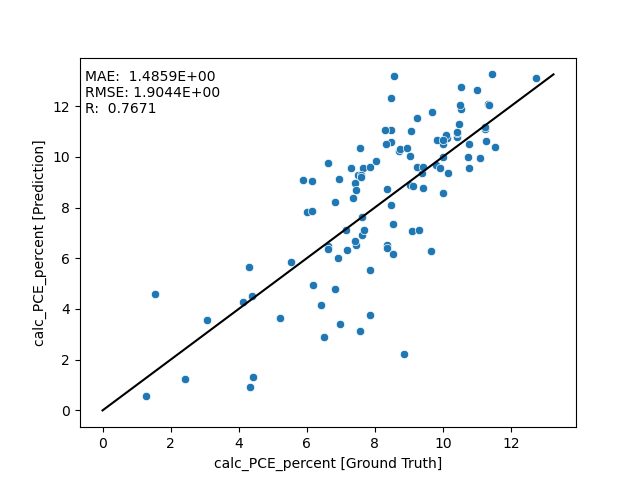 MAE:  1.4859E+00
RMSE: 1.9044E+00
R:  0.7671
12
10
8
6
4
2
0
calc_PCE_percent [Prediction]
0 2 4 6 8 10 12
calc_PCE_percent [Ground Truth]